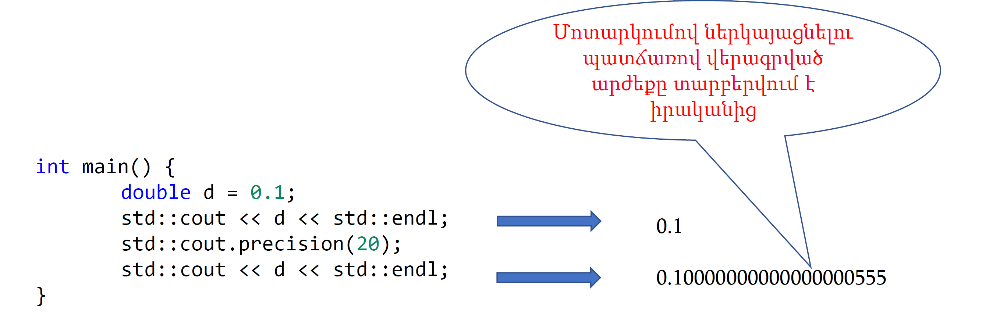 Մոտարկումով ներկայացնելու
պատճառով վերագրված
արժեքը տարբերվում է
իրականից
int main() {
double d = 0.1;
std::cout << d << std::endl;
0.1
std::cout.precision(20);
std::cout << d << std::endl;
0.10000000000000000555
}